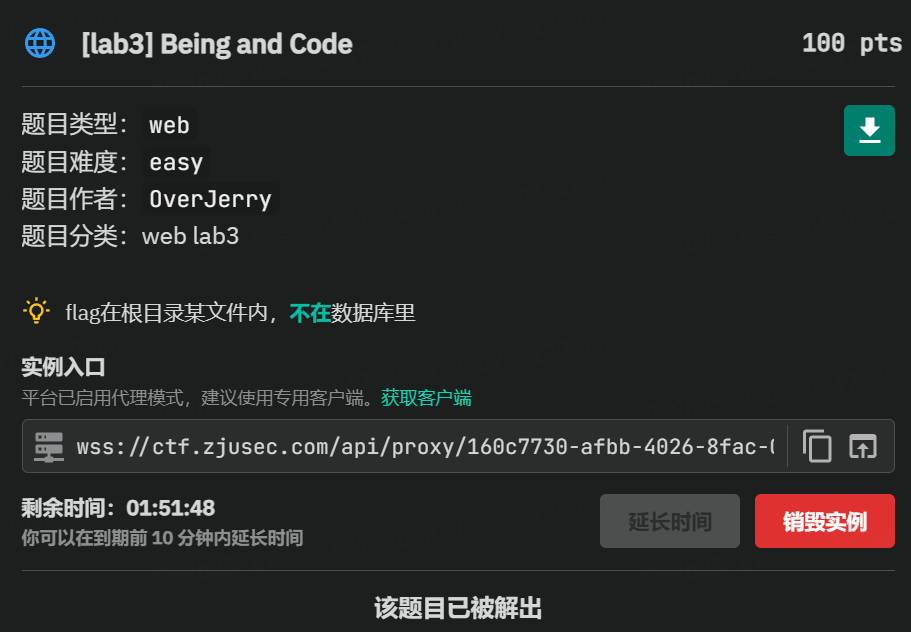 [lab3] Being and Code
100 pts
题目类型： web
题目难度： easy
题目作者： OverJerry
题目分类：web lab3
flag在根目录某文件内，不在数据库里
实例入口
平台已启用代理模式，建议使用专用客户端。获取客户端
wss://ctf.zjusec.com/api/proxy/160c7730-afbb-4026-8fac-
剩余时间：01:51:48
你可以在到期前 10 分钟内延长时间
延长时间
销毁实例
该题目已被解出